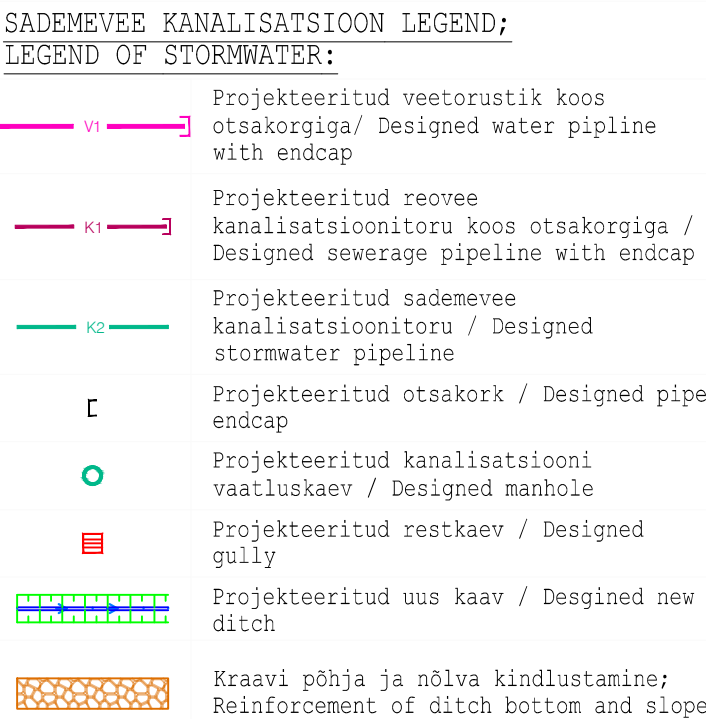 SADEMEVEE KANALISATSIOON LEGEND;
LEGEND OF STORMWATER:
V1
Projekteeritud veetorustik koos
otsakorgiga/ Designed water pipline
with endcap
K1
Projekteeritud reovee
kanalisatsioonitoru koos otsakorgiga /
Designed sewerage pipeline with endcap
K2
Projekteeritud sademevee
kanalisatsioonitoru / Designed
stormwater pipeline
Projekteeritud otsakork / Designed pipe
endcap
Projekteeritud kanalisatsiooni
vaatluskaev / Designed manhole
Projekteeritud restkaev / Designed
gully
Projekteeritud uus kaav / Desgined new
ditch
Kraavi põhja ja nõlva kindlustamine;
Reinforcement of ditch bottom and slope